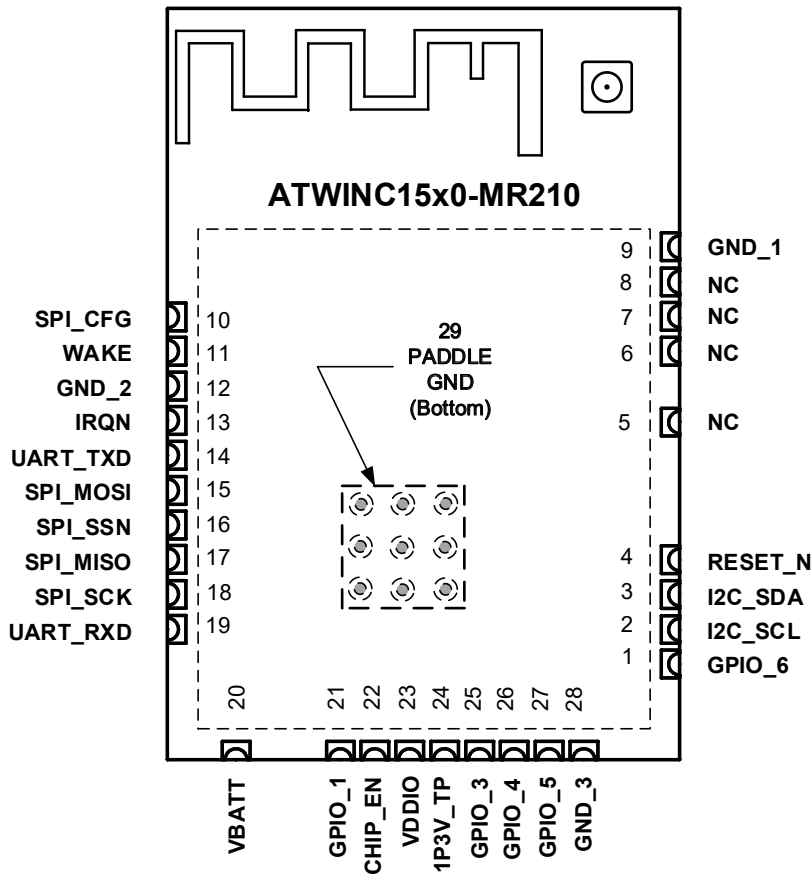 ATWINC15x0-MR210
9 GND_1
8 NC
7 NC
6 NC
5 NC
4 RESET_N
3 I2C_SDA
2 I2C_SCL
1 GPIO_6
SPI_CFG 10
WAKE 11
GND_2 12
IRQN 13
UART_TXD 14
SPI_MOSI 15
SPI_SSN 16
SPI_MISO 17
SPI_SCK 18
UART_RXD 19
29
PADDLE
GND
(Bottom)
20 VBATT
21 GPIO_1
22 CHIP_EN
23 VDDIO
24 1P3V_TP
25 GPIO_3
26 GPIO_4
27 GPIO_5
28 GND_3